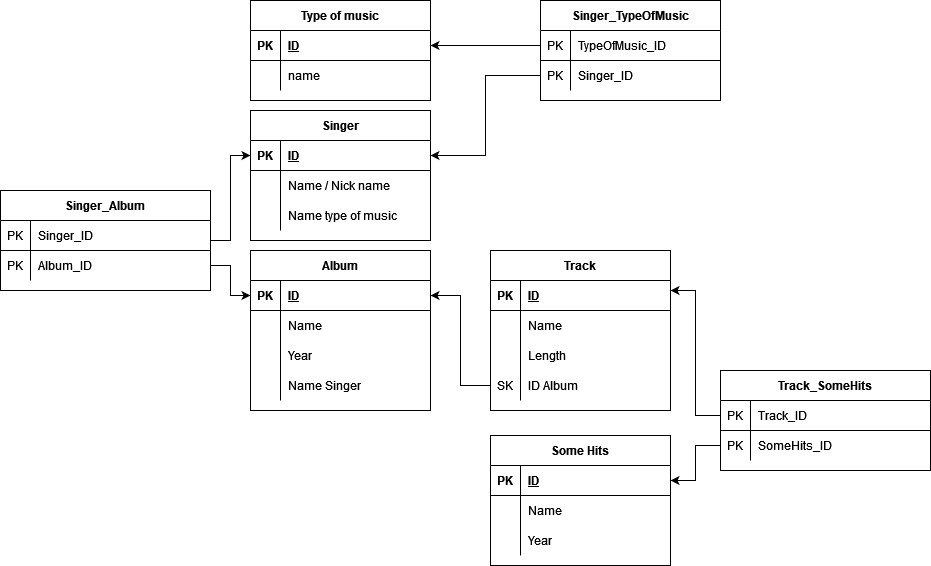 Type of music
PK ID
name
Singer_TypeOfMusic
PK TypeOfMusic_ID
PK Singer_ID
Singer
PK ID
Name / Nick name
Name type of music
Singer_Album
PK Singer_ID
PK Album_ID
Album
PK ID
Name
Year
Name Singer
Track
PK ID
Name
Length
SK ID Album
Track_SomeHits
PK Track_ID
PK SomeHits_ID
Some Hits
PK ID
Name
Year